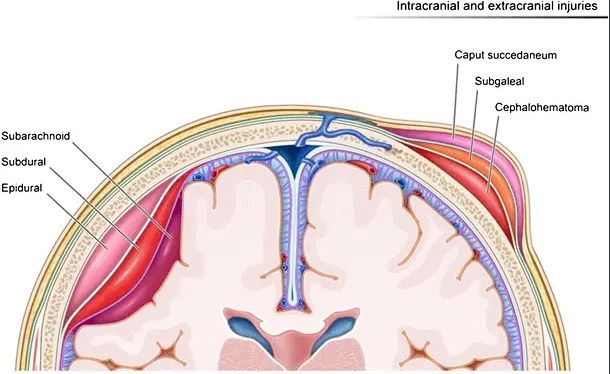 Intracranial and extracranial injuries
Caput succedaneum
Subgaleal
Cephalohematoma
Subarachnoid
Subdural
Epidural